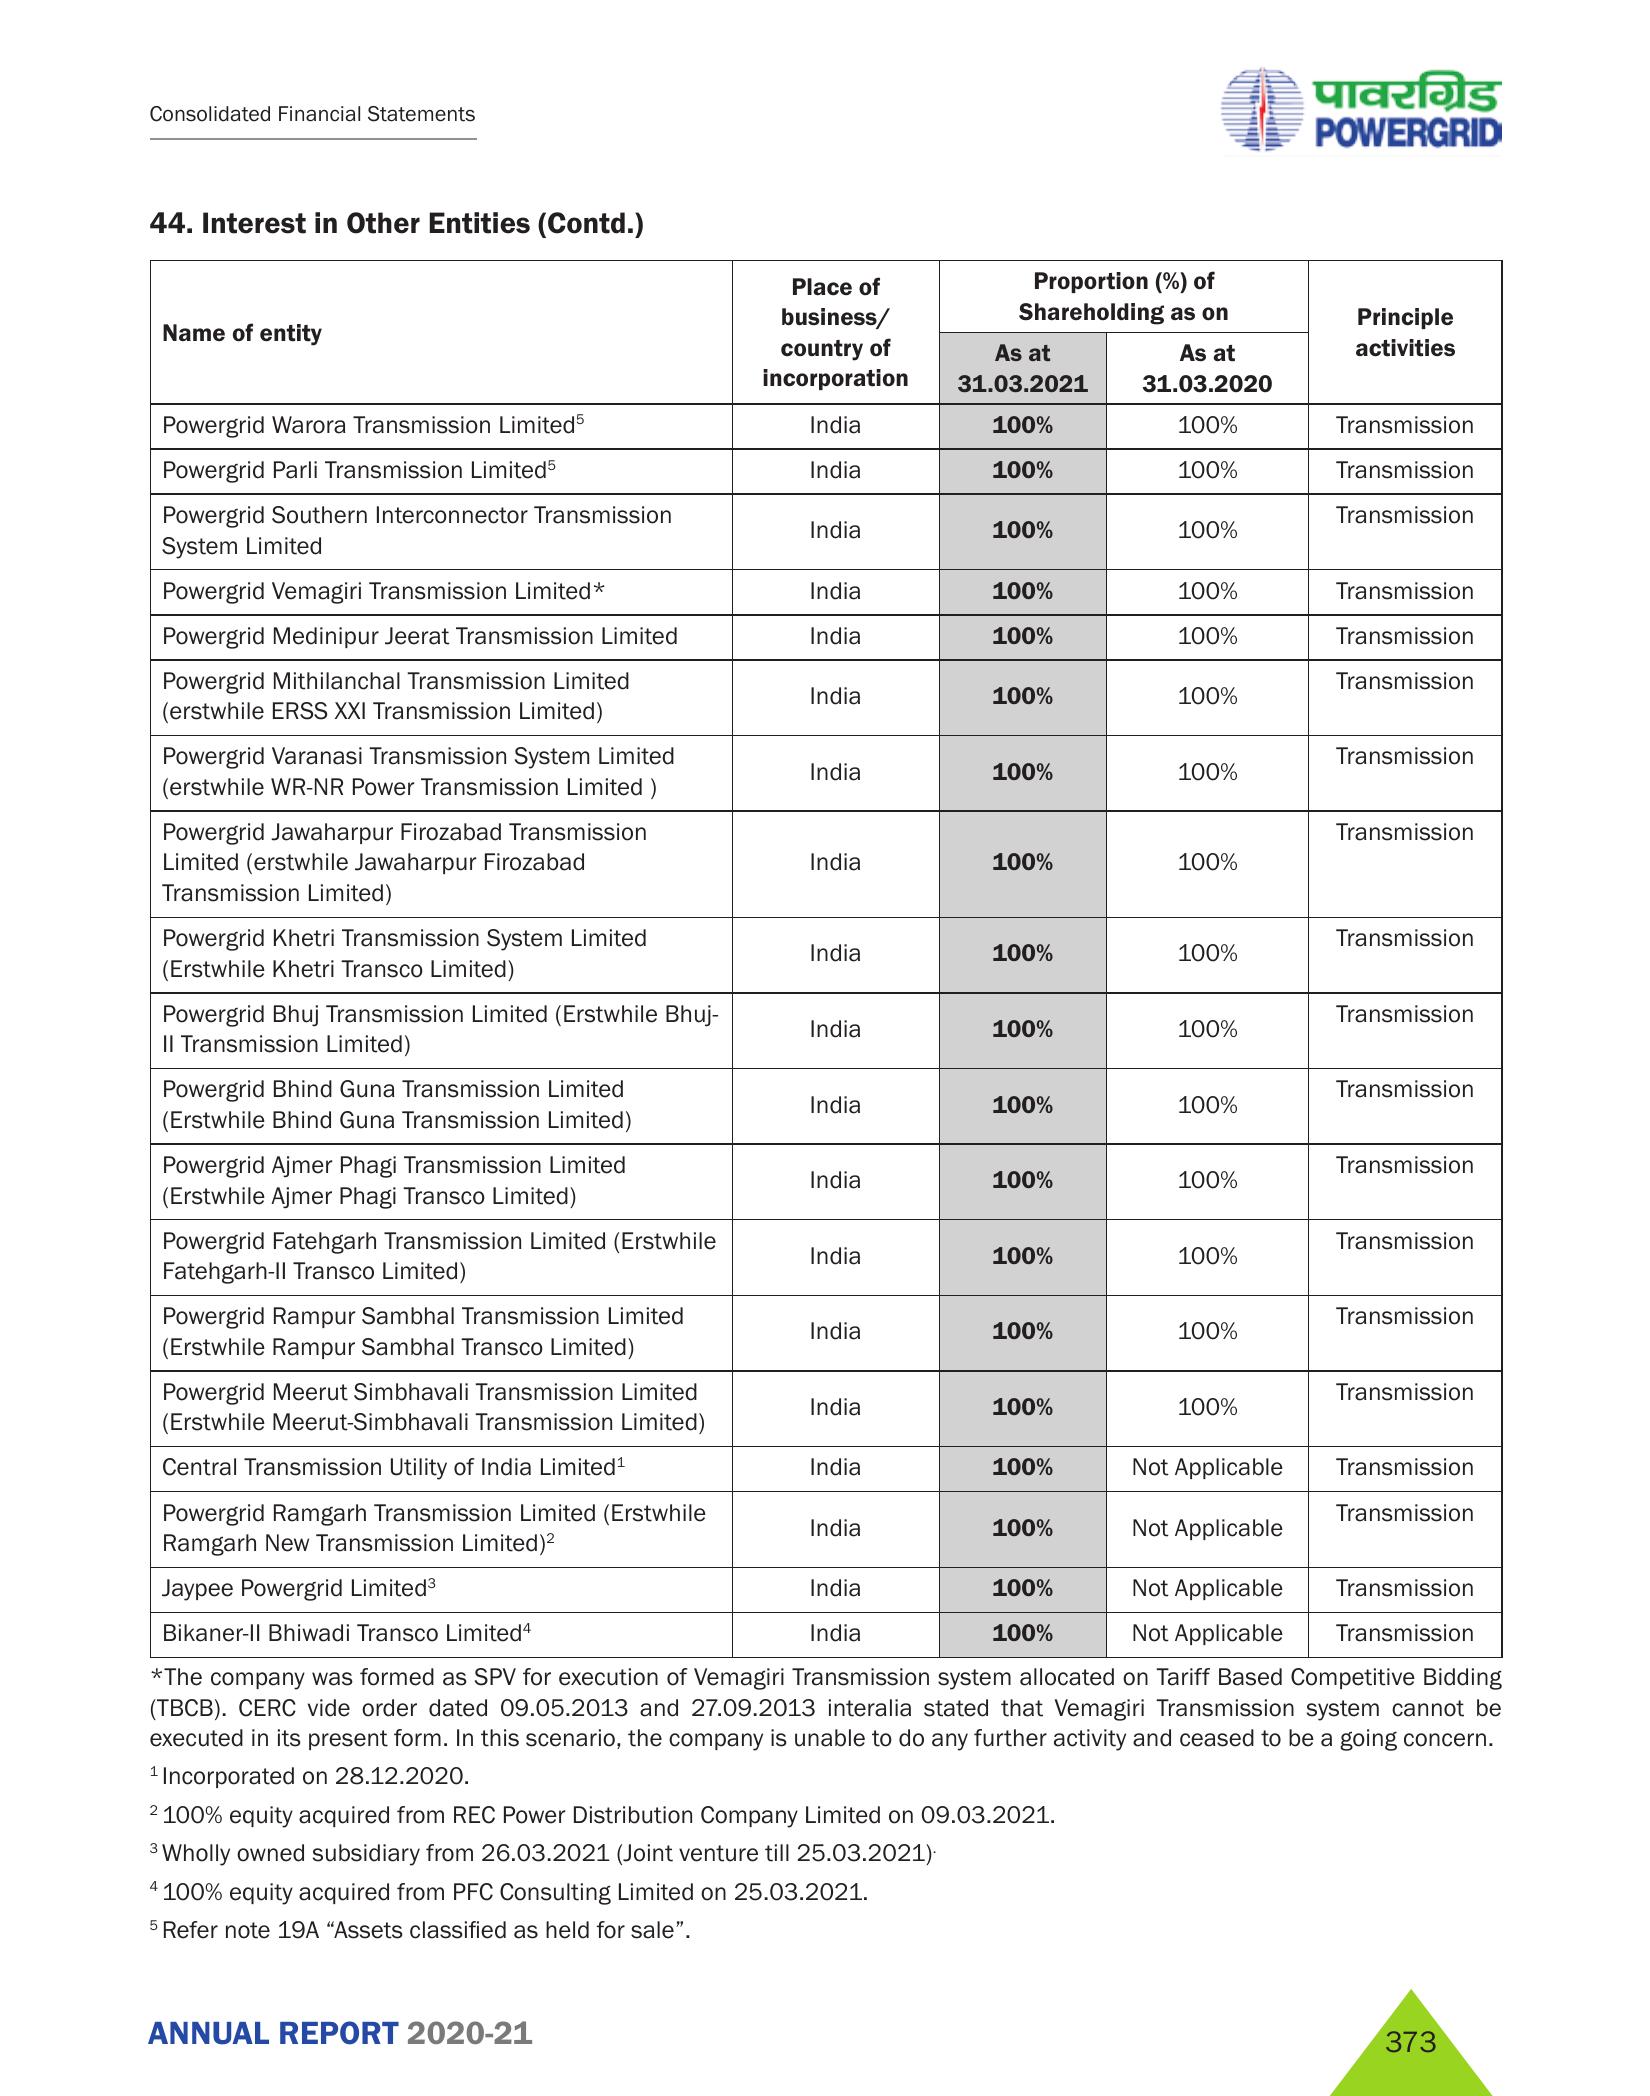 Consolidated Financial Statements
पावरग्रिड
POWERGRID
44. Interest in Other Entities (Contd.)
Name of entity
Place of
business/
country of
incorporation
Proportion (%) of
Shareholding as on
Principle
activities
As at
31.03.2021
As at
31.03.2020
Powergrid Warora Transmission Limited5 India 100% 100% Transmission
Powergrid Parli Transmission Limited5 India 100% 100% Transmission
Powergrid Southern Interconnector Transmission
System Limited India 100% 100% Transmission
Powergrid Vemagiri Transmission Limited* India 100% 100% Transmission
Powergrid Medinipur Jeerat Transmission Limited India 100% 100% Transmission
Powergrid Mithilanchal Transmission Limited
(erstwhile ERSS XXI Transmission Limited) India 100% 100% Transmission
Powergrid Varanasi Transmission System Limited
(erstwhile WR-NR Power Transmission Limited ) India 100% 100% Transmission
Powergrid Jawaharpur Firozabad Transmission
Limited (erstwhile Jawaharpur Firozabad
Transmission Limited) India 100% 100% Transmission
Powergrid Khetri Transmission System Limited
(Erstwhile Khetri Transco Limited) India 100% 100% Transmission
Powergrid Bhuj Transmission Limited (Erstwhile Bhuj-
II Transmission Limited) India 100% 100% Transmission
Powergrid Bhind Guna Transmission Limited
(Erstwhile Bhind Guna Transmission Limited) India 100% 100% Transmission
Powergrid Ajmer Phagi Transmission Limited
(Erstwhile Ajmer Phagi Transco Limited) India 100% 100% Transmission
Powergrid Fatehgarh Transmission Limited (Erstwhile
Fatehgarh-II Transco Limited) India 100% 100% Transmission
Powergrid Rampur Sambhal Transmission Limited
(Erstwhile Rampur Sambhal Transco Limited) India 100% 100% Transmission
Powergrid Meerut Simbhavali Transmission Limited
(Erstwhile Meerut-Simbhavali Transmission Limited) India 100% 100% Transmission
Central Transmission Utility of India Limited1 India 100% Not Applicable Transmission
Powergrid Ramgarh Transmission Limited (Erstwhile
Ramgarh New Transmission Limited)2 India 100% Not Applicable Transmission
Jaypee Powergrid Limited3 India 100% Not Applicable Transmission
Bikaner-II Bhiwadi Transco Limited4 India 100% Not Applicable Transmission
*The company was formed as SPV for execution of Vemagiri Transmission system allocated on Tariff Based Competitive Bidding
(TBCB). CERC vide order dated 09.05.2013 and 27.09.2013 interalia stated that Vemagiri Transmission system cannot be
executed in its present form. In this scenario, the company is unable to do any further activity and ceased to be a going concern.
1 Incorporated on 28.12.2020.
2 100% equity acquired from REC Power Distribution Company Limited on 09.03.2021.
3 Wholly owned subsidiary from 26.03.2021 (Joint venture till 25.03.2021).
4 100% equity acquired from PFC Consulting Limited on 25.03.2021.
5 Refer note 19A “Assets classified as held for sale”.
ANNUAL REPORT 2020-21
373